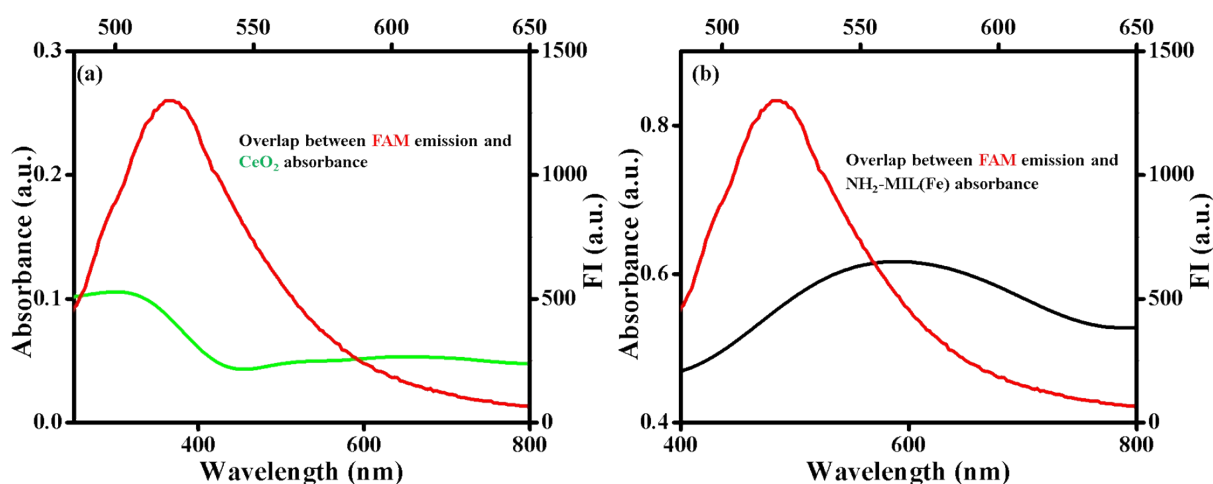 500 550 600 650
0.3
0.2
0.1
0.0
Absorbance (a.u.)
(a)
Overlap between FAM emission and
CeO₂ absorbance
1500
1000
500
0
FI (a.u.)
400 600 800
Wavelength (nm)
500 550 600 650
0.8
0.6
0.4
Absorbance (a.u.)
(b)
Overlap between FAM emission and
NH₂-MIL(Fe) absorbance
1500
1000
500
0
FI (a.u.)
400 600 800
Wavelength (nm)